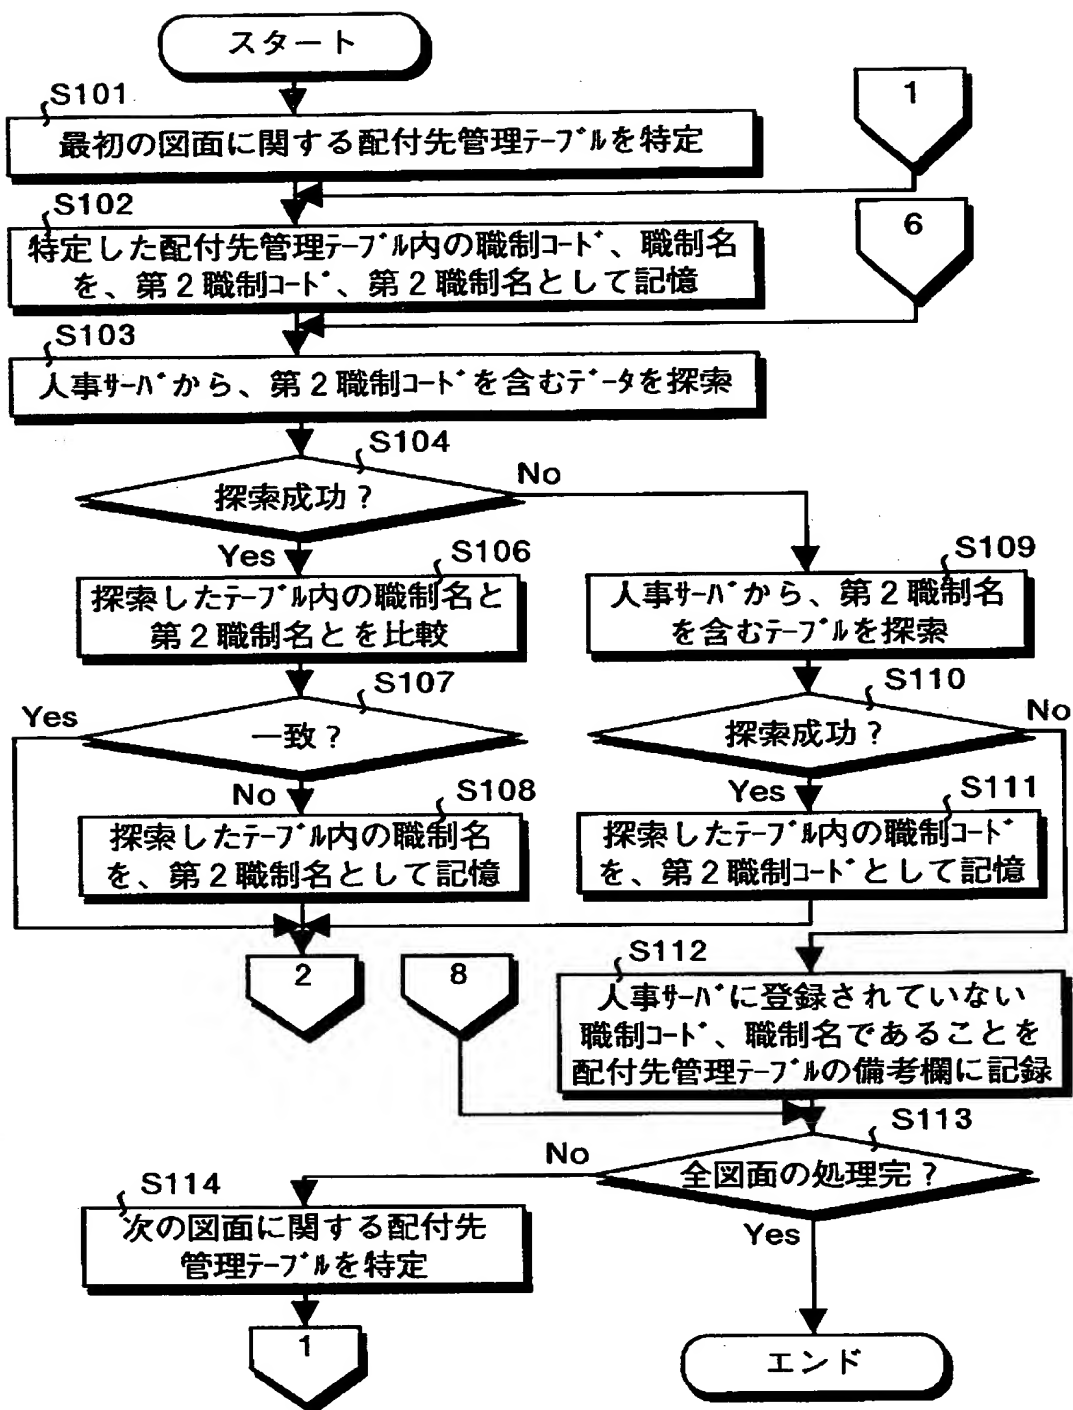 スタート
S101
最初の図面に関する配付先管理ﾃｰﾌﾞﾙを特定
1
S102
特定した配付先管理ﾃｰﾌﾞﾙ内の職制ｺｰﾄﾞ、職制名
を、第２職制ｺｰﾄﾞ、第２職制名として記憶
6
S103
人事ｻｰﾊﾞから、第２職制ｺｰﾄﾞを含むﾃﾞｰﾀを探索
S104
探索成功？
No
Yes
S106
探索したﾃｰﾌﾞﾙ内の職制名と
第２職制名とを比較
S109
人事ｻｰﾊﾞから、第２職制名
を含むﾃｰﾌﾞﾙを探索
S107
Yes
一致？
No
S110
探索成功？
No
Yes
S108
探索したﾃｰﾌﾞﾙ内の職制名
を、第２職制名として記憶
S111
探索したﾃｰﾌﾞﾙ内の職制ｺｰﾄﾞ
を、第２職制ｺｰﾄﾞとして記憶
2
8
S112
人事ｻｰﾊﾞに登録されていない
職制ｺｰﾄﾞ、職制名であることを
配付先管理ﾃｰﾌﾞﾙの備考欄に記録
S113
全図面の処理完？
No
Yes
S114
次の図面に関する配付先
管理ﾃｰﾌﾞﾙを特定
1
エンド